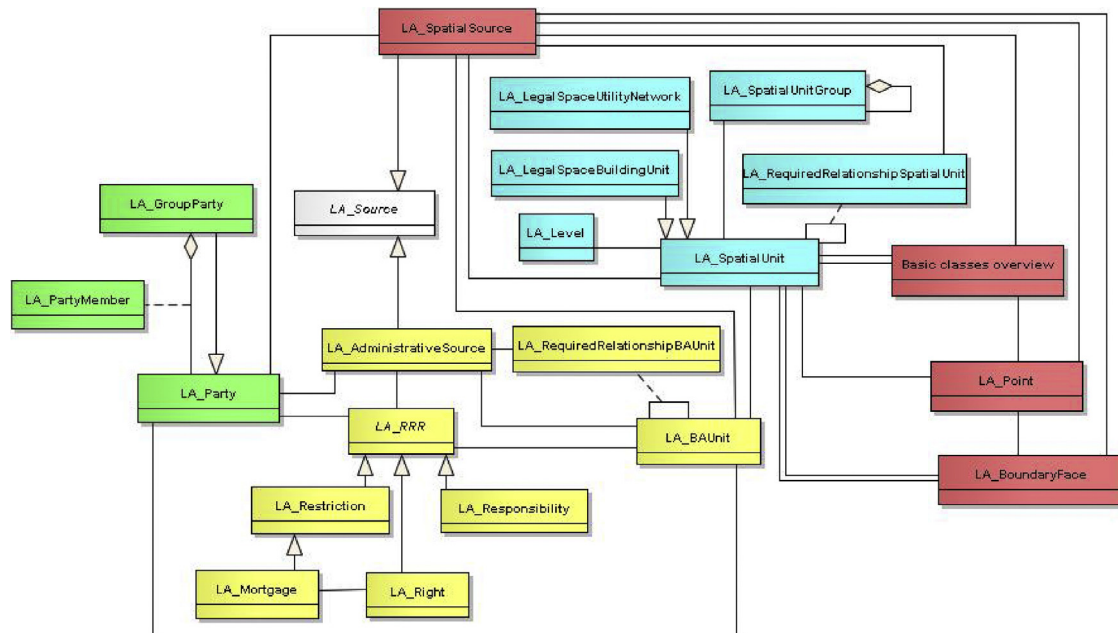 LA_SpatialSource
LA_LegalSpaceUtilityNetwork
LA_SpatialUnitGroup
LA_LegalSpaceBuildingUnit
LA_RequiredRelationshipSpatialUnit
LA_GroupParty
LA_Source
LA_Level
LA_SpatialUnit
Basic classes overview
LA_PartyMember
LA_AdministrativeSource
LA_RequiredRelationshipBAUnit
LA_Party
LA_Point
LA_RRR
LA_BAUnit
LA_BoundaryFace
LA_Restriction
LA_Responsibility
LA_Mortgage
LA_Right